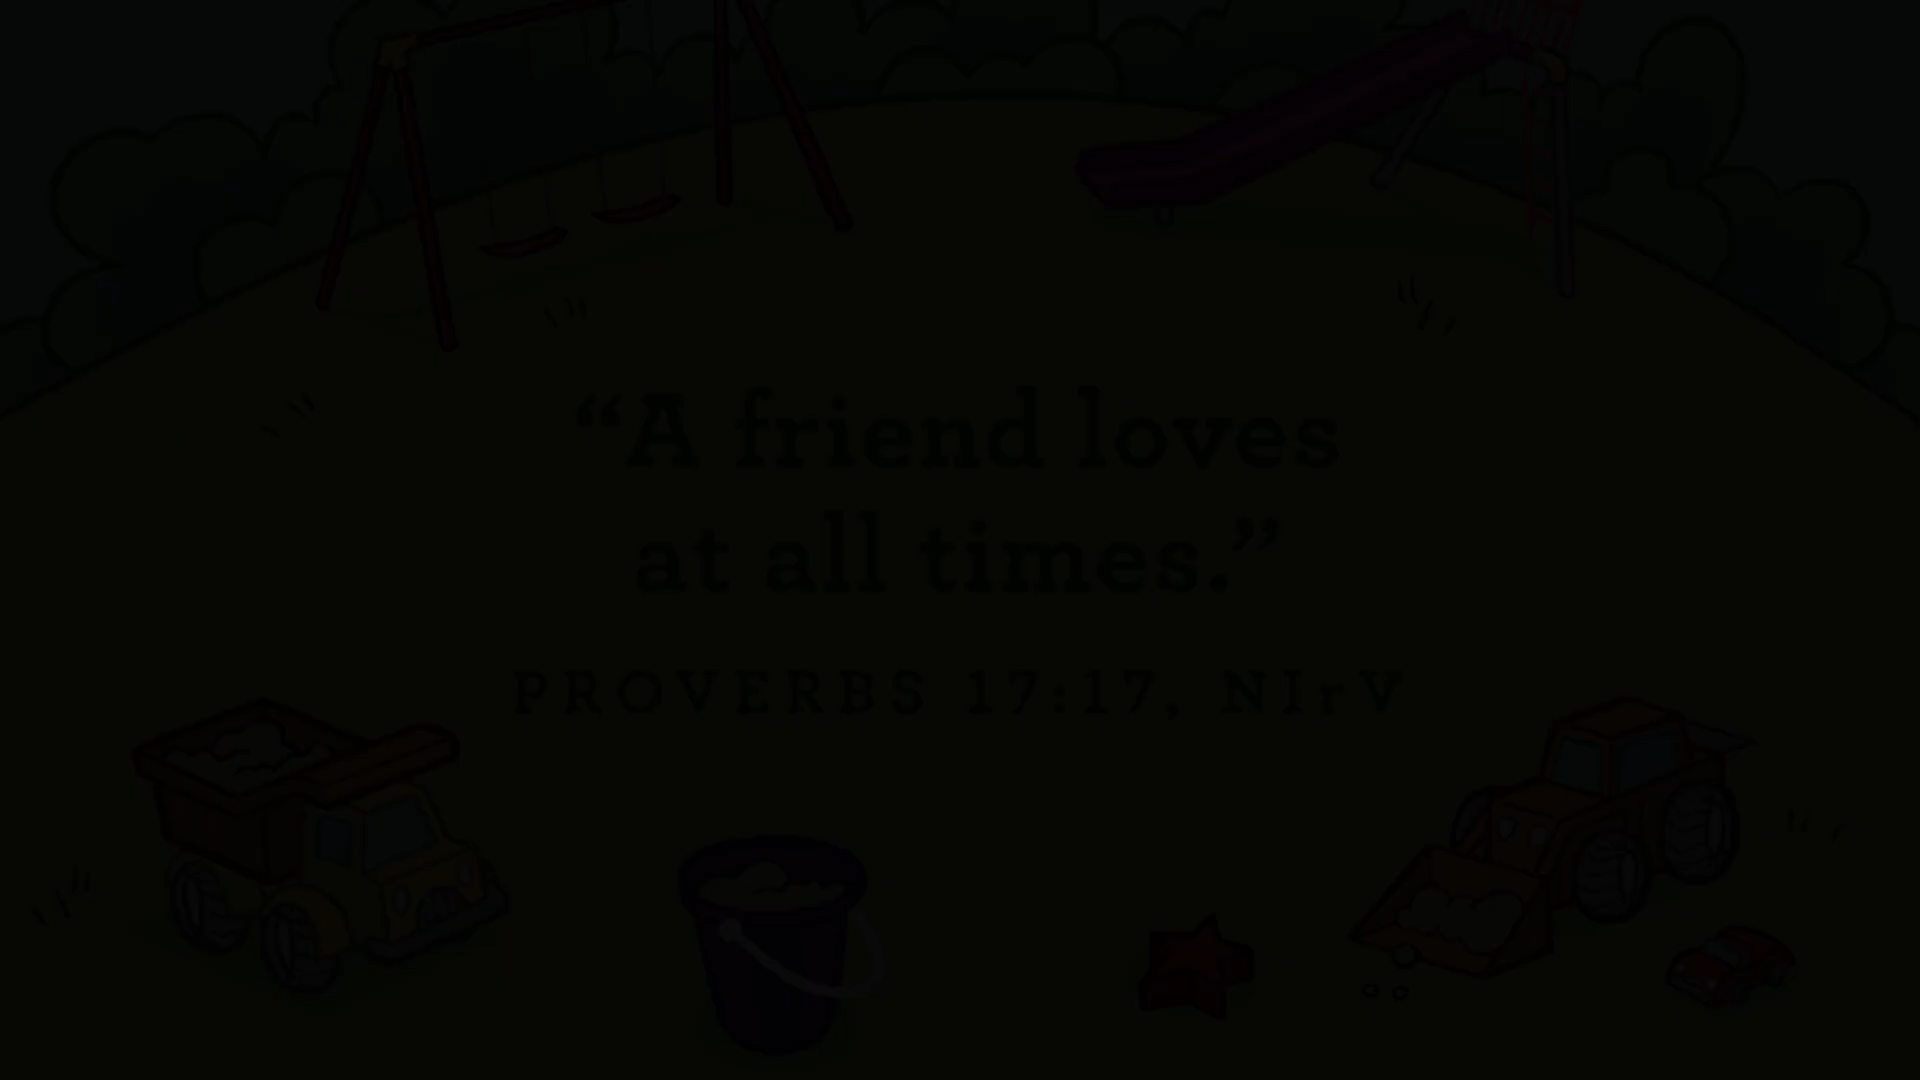 “A friend loves
at all times.”
PROVERBS 17:17, NIrV